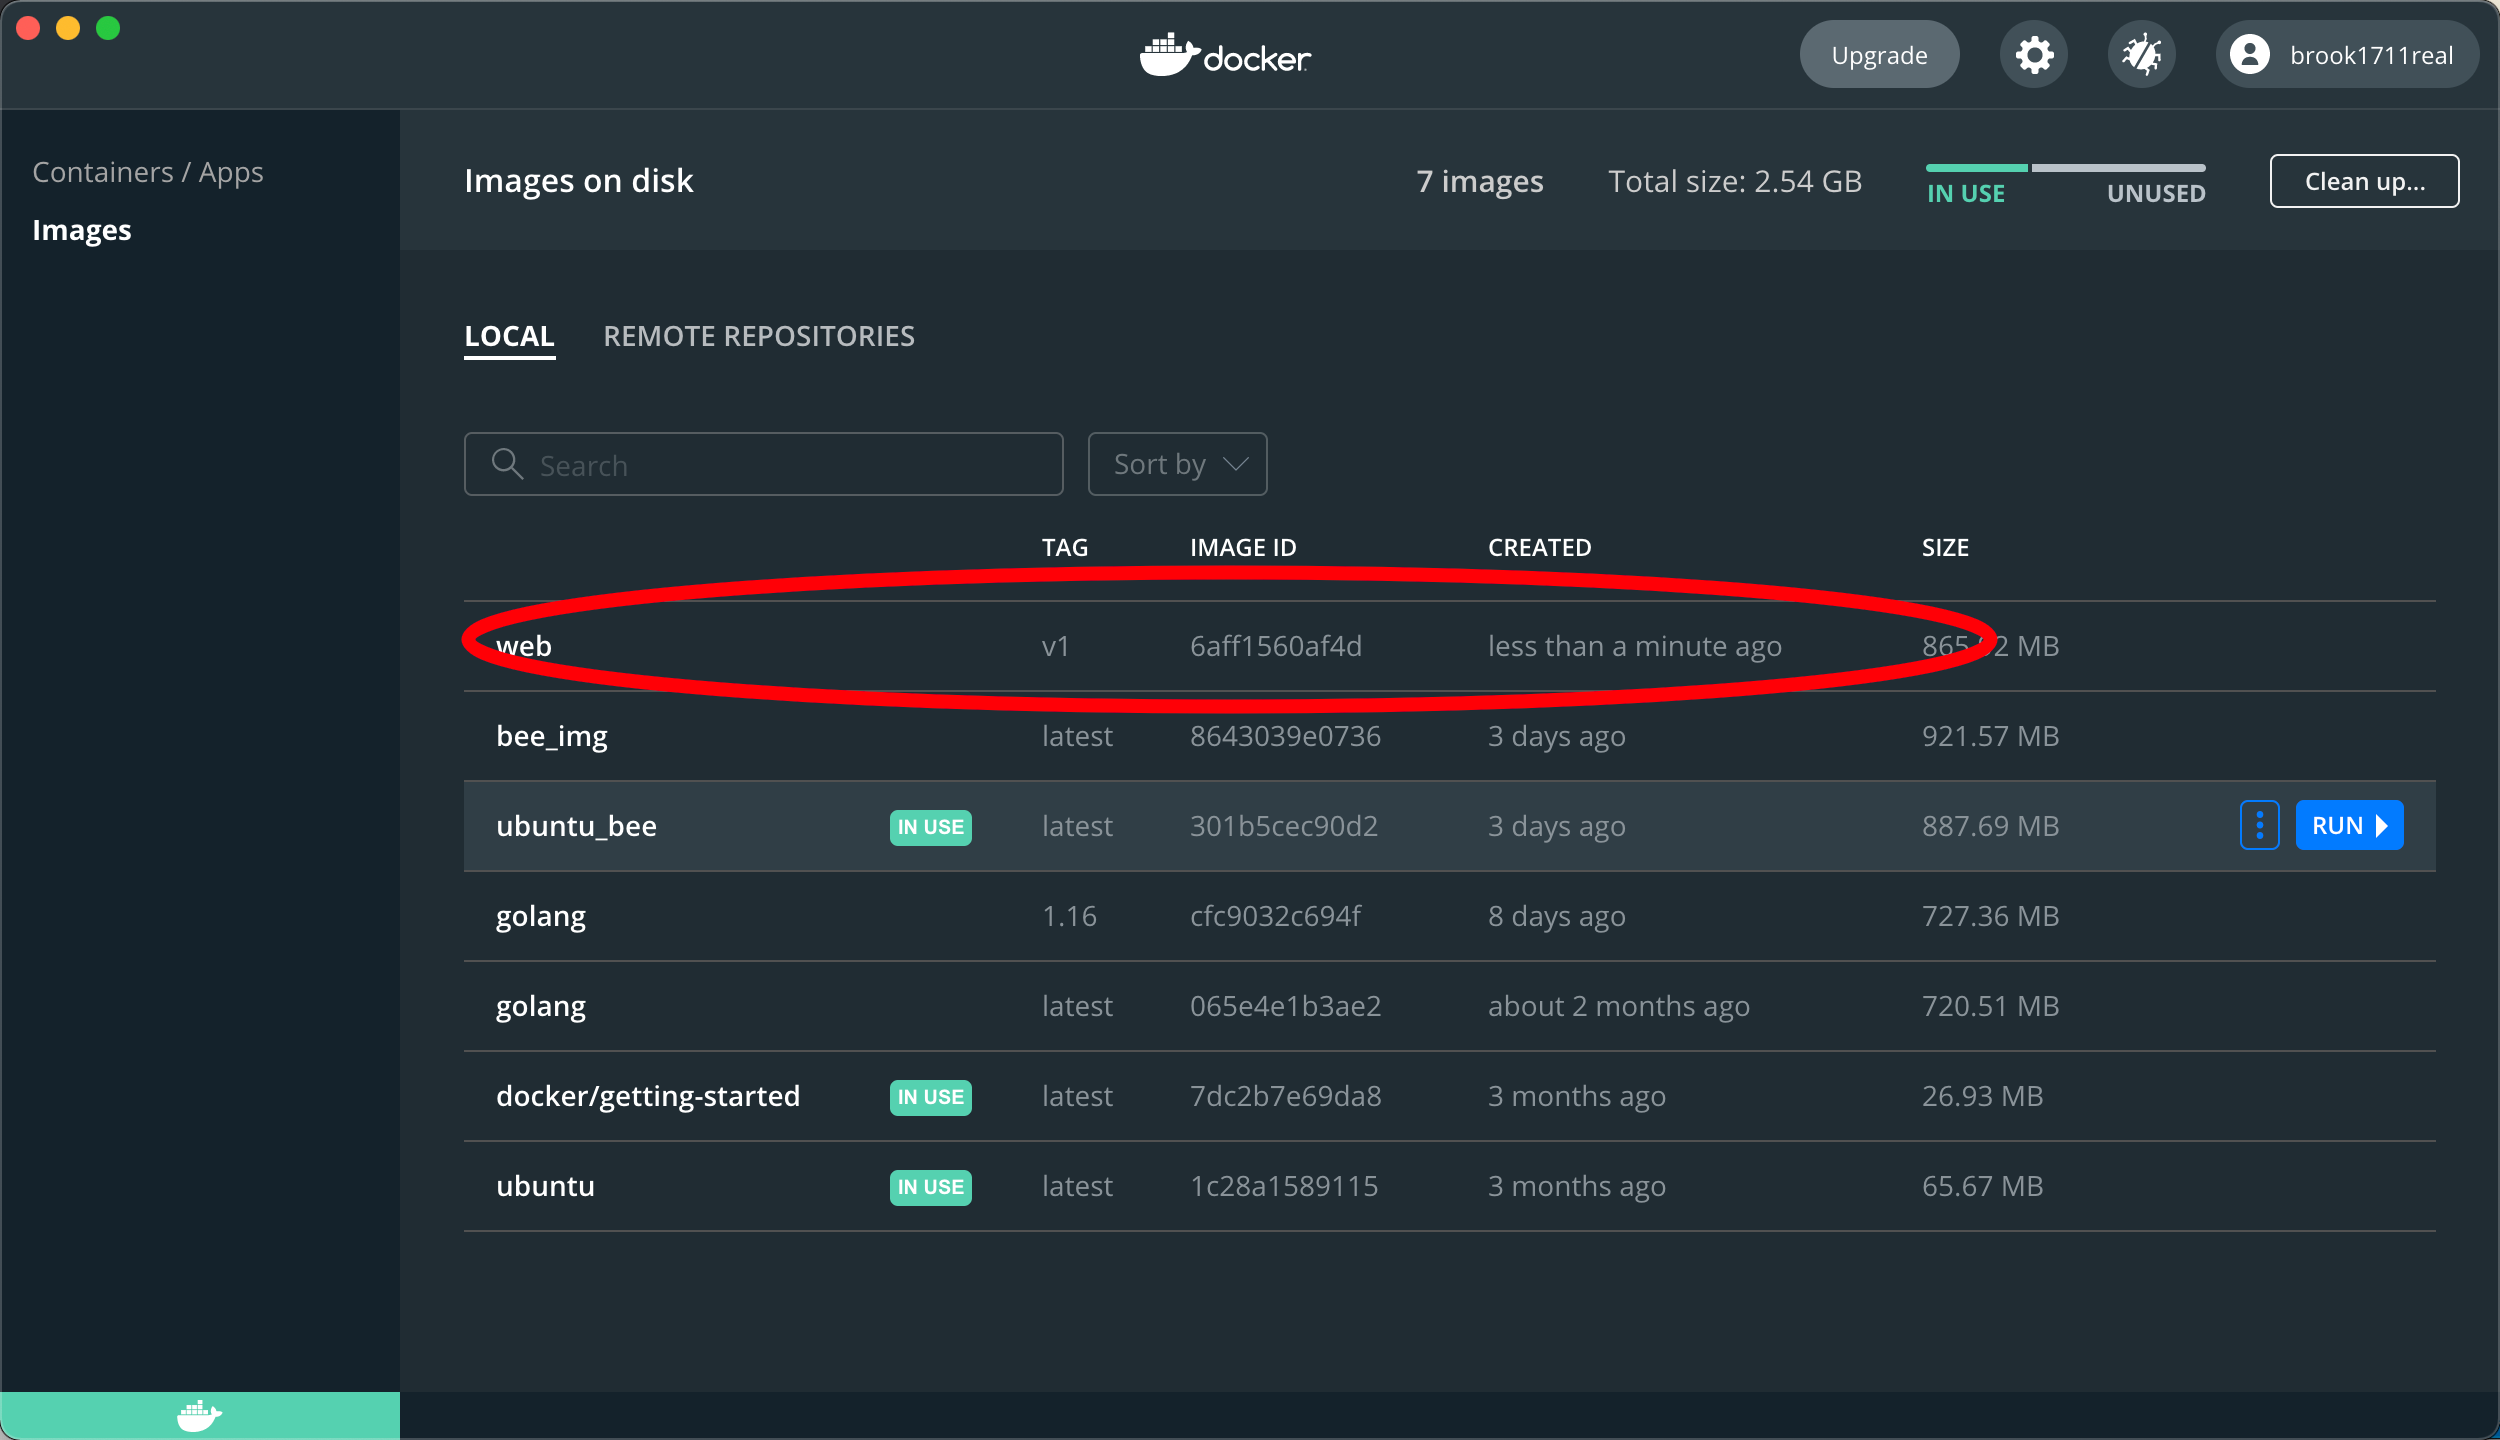 docker
Upgrade
brook1711real
Containers / Apps
Images
Images on disk
7 images
Total size: 2.54 GB
IN USE
UNUSED
Clean up...
LOCAL
REMOTE REPOSITORIES
Search
Sort by
TAG IMAGE ID CREATED SIZE
web v1 6aff1560af4d less than a minute ago 865.92 MB
bee_img latest 8643039e0736 3 days ago 921.57 MB
ubuntu_bee IN USE latest 301b5cec90d2 3 days ago 887.69 MB RUN
golang 1.16 cfc9032c694f 8 days ago 727.36 MB
golang latest 065e4e1b3ae2 about 2 months ago 720.51 MB
docker/getting-started IN USE latest 7dc2b7e69da8 3 months ago 26.93 MB
ubuntu IN USE latest 1c28a1589115 3 months ago 65.67 MB